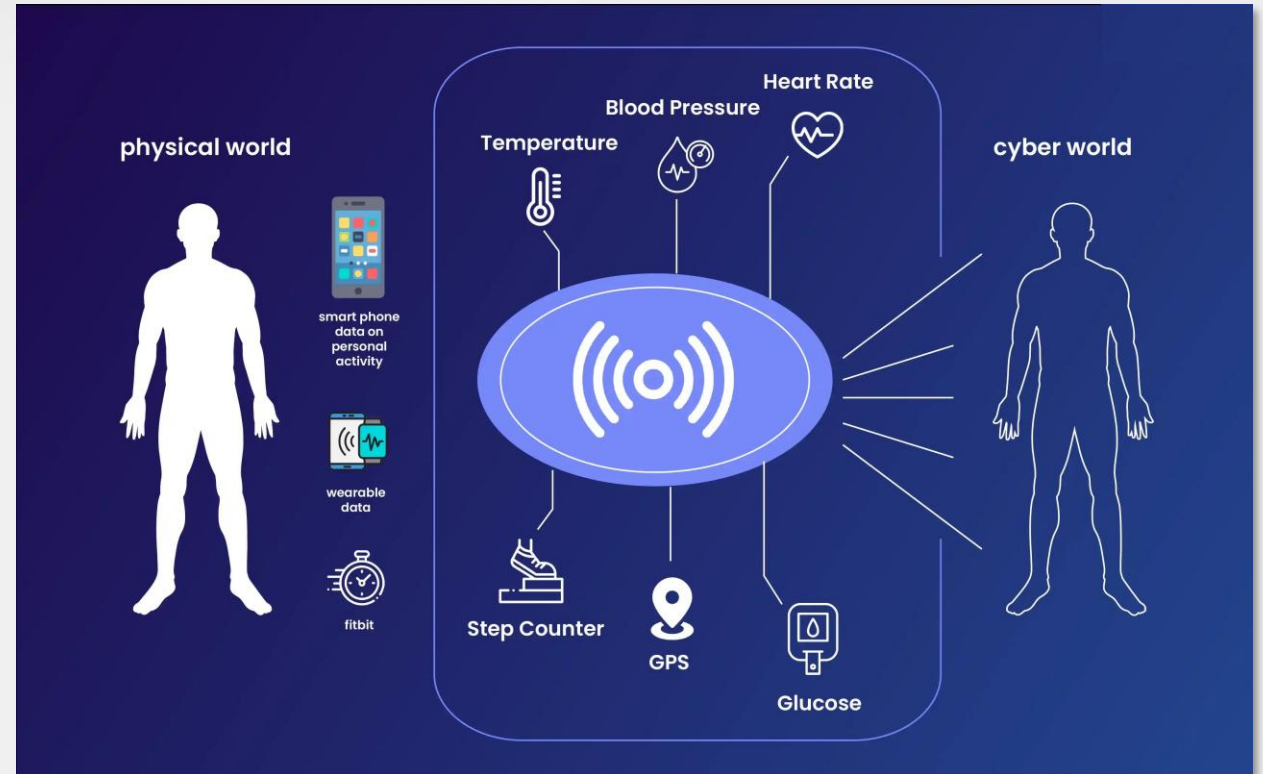 physical world
smart phone
data on
personal
activity
wearable
data
fitbit
Temperature
Blood Pressure
Heart Rate
Step Counter
GPS
Glucose
cyber world